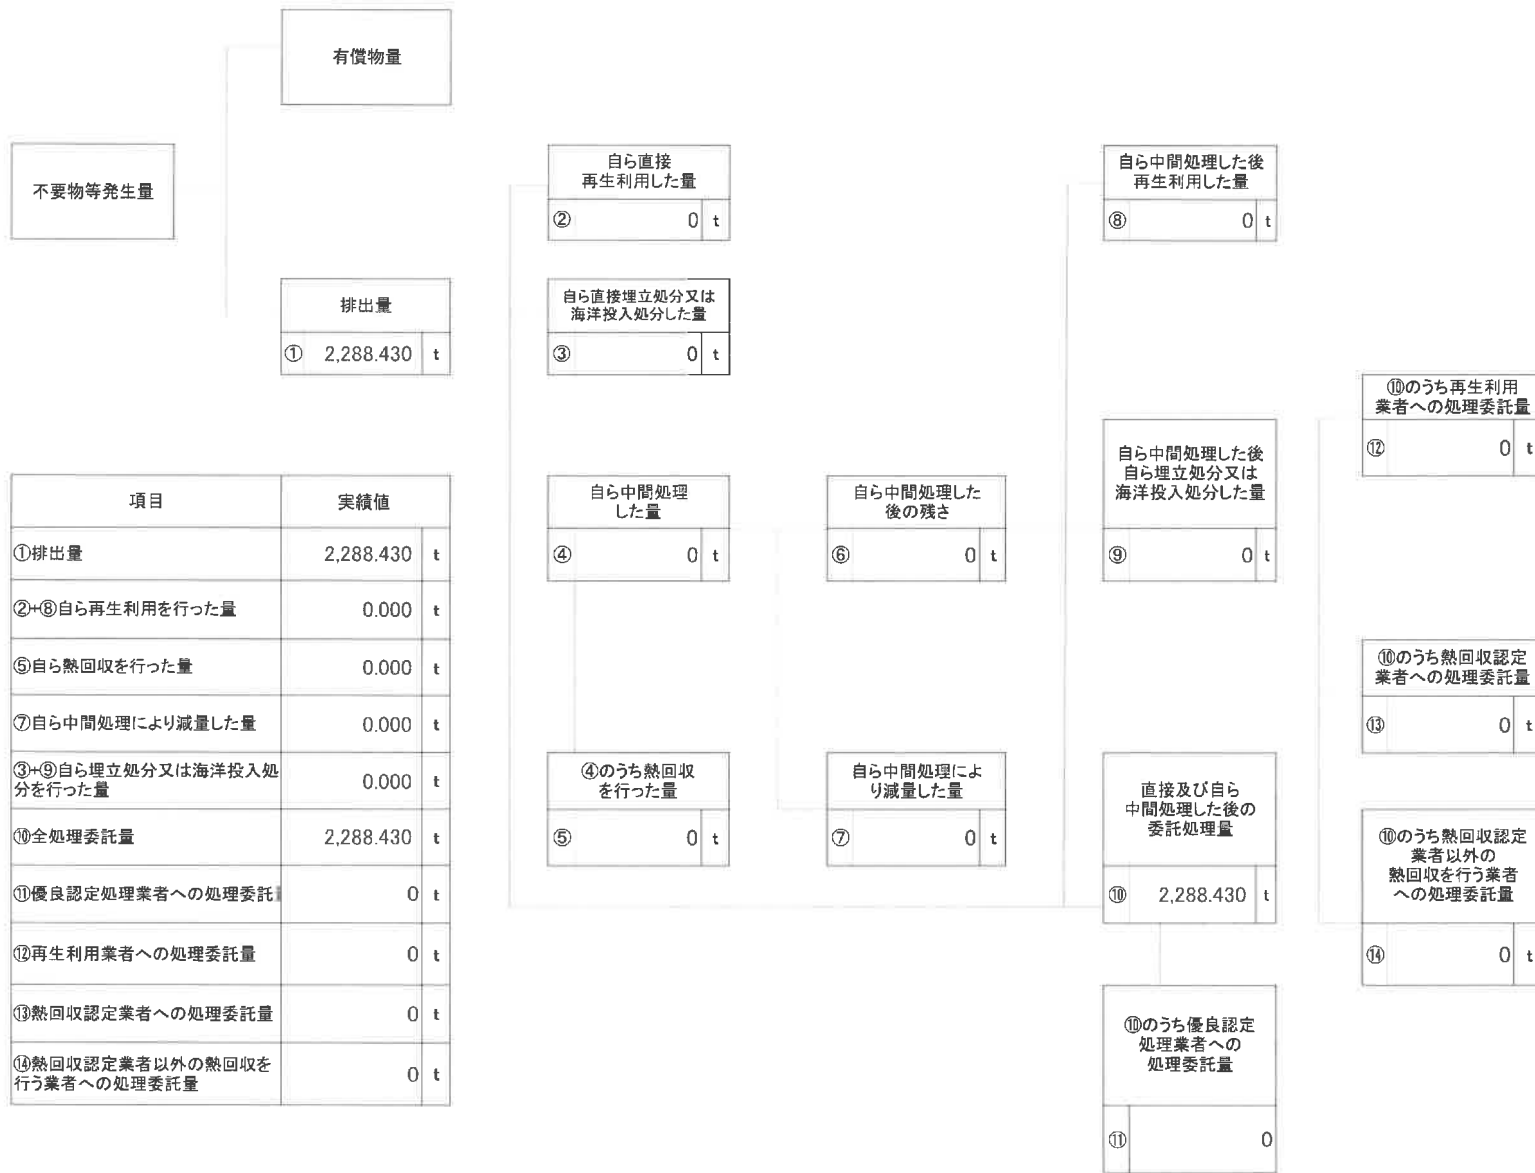 有償物量
不要物等発生量
排出量
① 2,288.430 t
自ら直接
再生利用した量
② 0 t
自ら直接埋立処分又は
海洋投入処分した量
③ 0 t
自ら中間処理
した量
④ 0 t
④のうち熱回収
を行った量
⑤ 0 t
自ら中間処理した
後の残さ
⑥ 0 t
自ら中間処理によ
り減量した量
⑦ 0 t
自ら中間処理した後
再生利用した量
⑧ 0 t
自ら中間処理した後
自ら埋立処分又は
海洋投入処分した量
⑨ 0 t
直接及び自ら
中間処理した後の
委託処理量
⑩ 2,288.430 t
⑩のうち優良認定
処理業者への
処理委託量
⑪ 0
⑩のうち再生利用
業者への処理委託量
⑫ 0 t
⑩のうち熱回収認定
業者への処理委託量
⑬ 0 t
⑩のうち熱回収認定
業者以外の
熱回収を行う業者
への処理委託量
⑭ 0 t
項目 実績値
①排出量 2,288.430 t
②+⑧自ら再生利用を行った量 0.000 t
⑤自ら熱回収を行った量 0.000 t
⑦自ら中間処理により減量した量 0.000 t
③+⑨自ら埋立処分又は海洋投入処
分を行った量 0.000 t
⑩全処理委託量 2,288.430 t
⑪優良認定処理業者への処理委託 0 t
⑫再生利用業者への処理委託量 0 t
⑬熱回収認定業者への処理委託量 0 t
⑭熱回収認定業者以外の熱回収を
行う業者への処理委託量 0 t